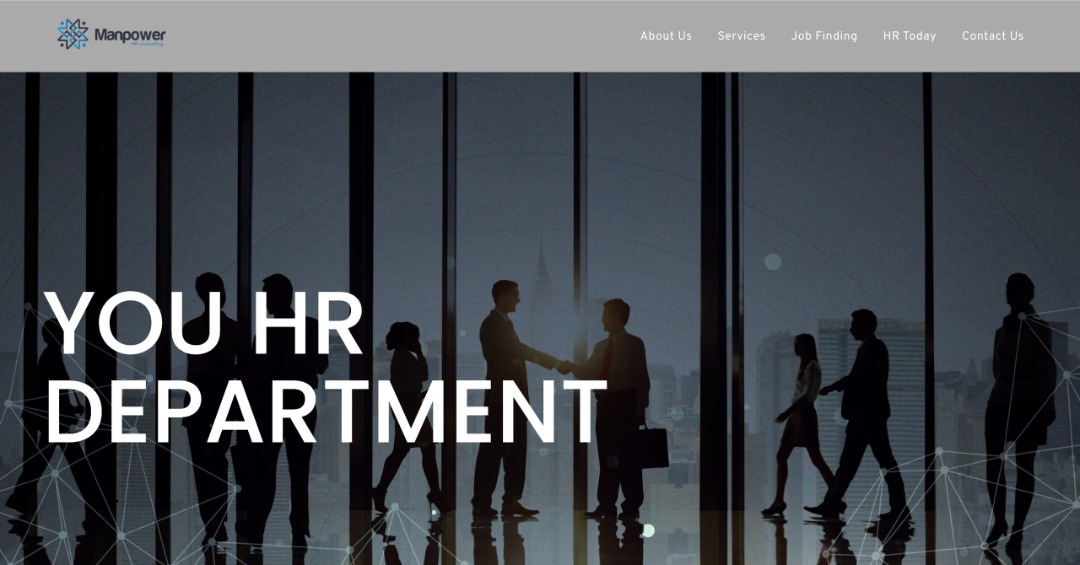 Manpower
HR consulting
About Us Services Job Finding HR Today Contact Us
YOU HR
DEPARTMENT